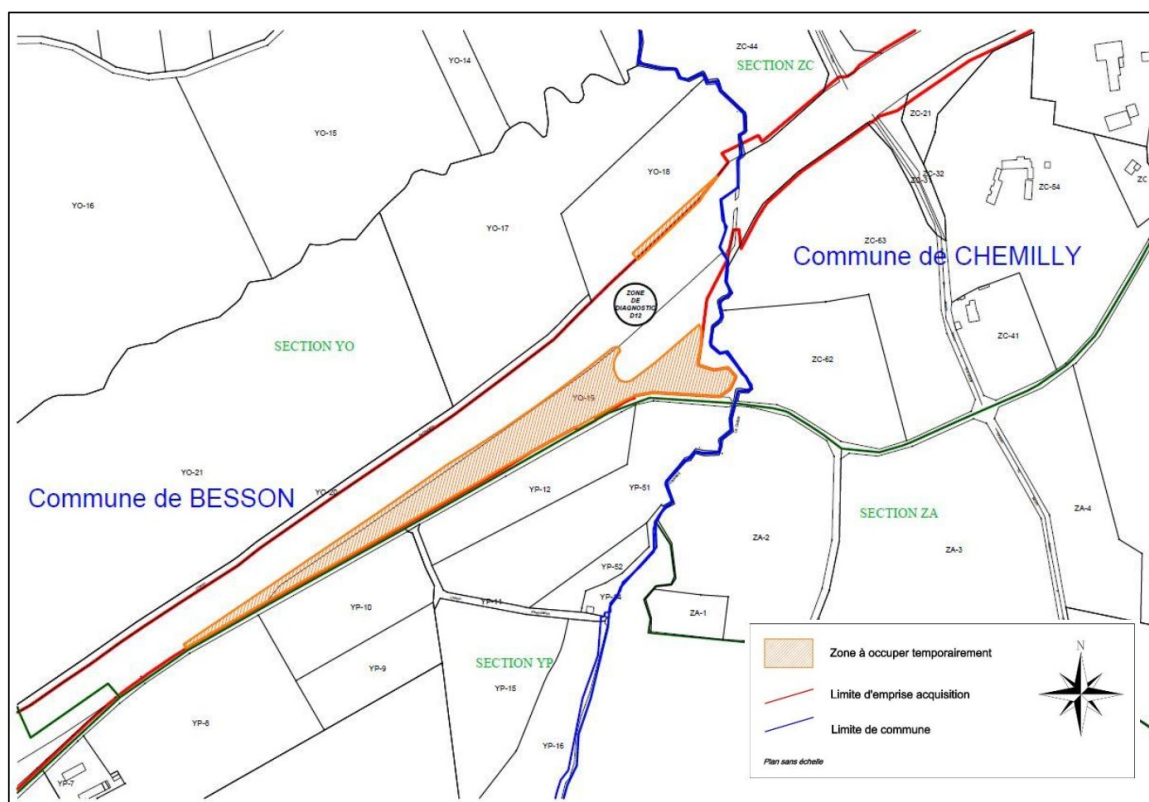 ZC-44
SECTION ZC
YO-14
YO-15
ZC-21
ZC-32
ZC-54
YO-18
YO-16
YO-17
ZC-53
Commune de CHEMILLY
ZONE
DE
DIAGNOSTIC
D12
SECTION YO
ZC-62
ZC-41
YO-19
YO-21
YO-20
Commune de BESSON
YP-12
YP-51
SECTION ZA
ZA-4
ZA-2
ZA-3
YP-52
YP-10
YP-11
ZA-1
YP-9
SECTION YP
YP-15
YP-8
YP-16
YP-7
Zone à occuper temporairement
Limite d'emprise acquisition
Limite de commune
Plan sans échelle
N